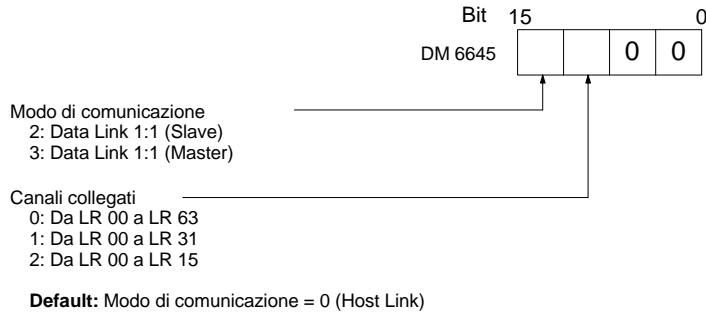 Bit 15 0
DM 6645 0 0
Modo di comunicazione
2: Data Link 1:1 (Slave)
3: Data Link 1:1 (Master)
Canali collegati
0: Da LR 00 a LR 63
1: Da LR 00 a LR 31
2: Da LR 00 a LR 15
Default: Modo di comunicazione = 0 (Host Link)